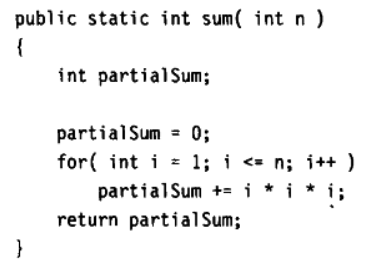 public static int sum( int n )
{
    int partialSum;
    partialSum = 0;
    for( int i = 1; i <= n; i++ )
        partialSum += i * i * i;
    return partialSum;
}